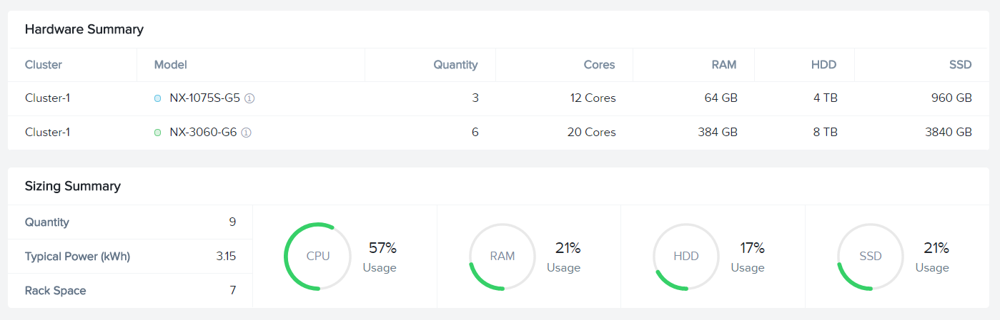 Hardware Summary
Cluster Model Quantity Cores RAM HDD SSD
Cluster-1 NX-1075S-G5 3 12 Cores 64 GB 4 TB 960 GB
Cluster-1 NX-3060-G6 6 20 Cores 384 GB 8 TB 3840 GB
Sizing Summary
Quantity 9
Typical Power (kWh) 3.15
Rack Space 7
CPU 57% Usage
RAM 21% Usage
HDD 17% Usage
SSD 21% Usage